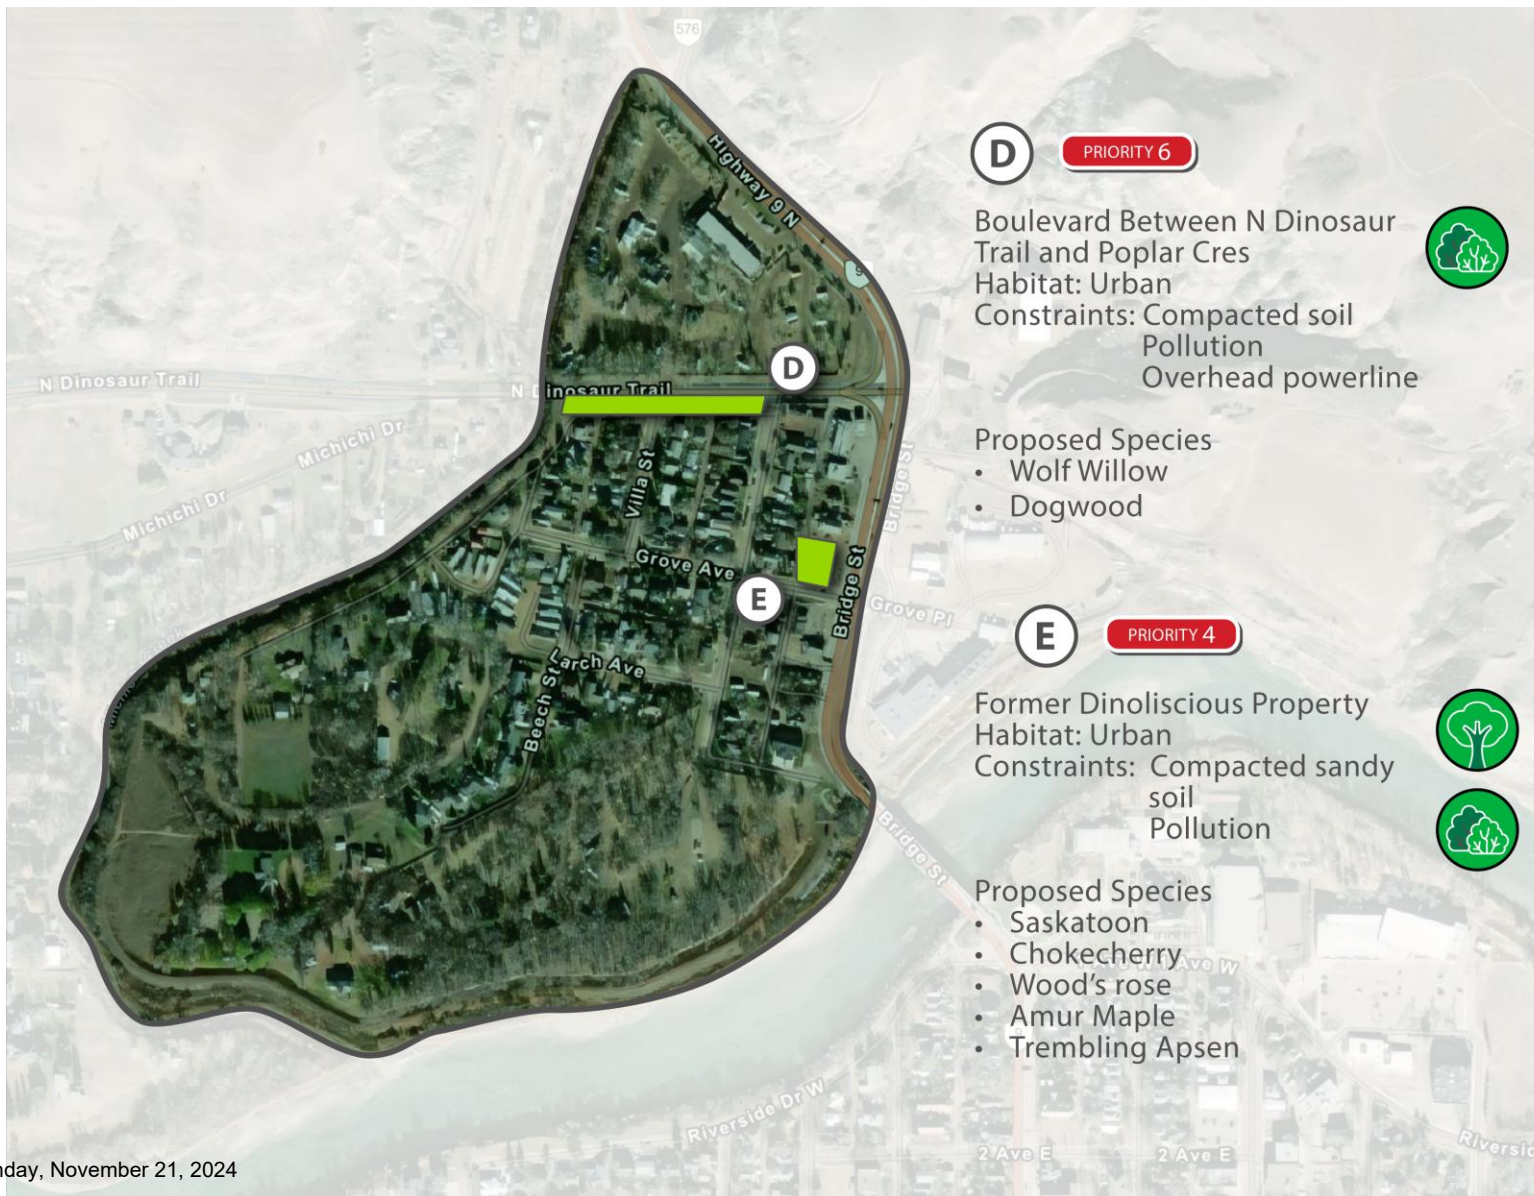 576
Highway 9 N
9
N Dinosaur Trail
N Dinosaur Trail
D
Michichi Dr
Michichi Dr
Villa St
Bridge St
Grove Ave
E
Bridge St
Grove Pl
Larch Ave
Beech St
Bridge St
Ave W
Ave W
Riverside Dr W
2 Ave E
2 Ave E
D
PRIORITY 6
Boulevard Between N Dinosaur
Trail and Poplar Cres
Habitat: Urban
Constraints: Compacted soil
Pollution
Overhead powerline
Proposed Species
• Wolf Willow
• Dogwood
E
PRIORITY 4
Former Dinoliscious Property
Habitat: Urban
Constraints: Compacted sandy
soil
Pollution
Proposed Species
• Saskatoon
• Chokecherry
• Wood's rose
• Amur Maple
• Trembling Apsen
nday, November 21, 2024